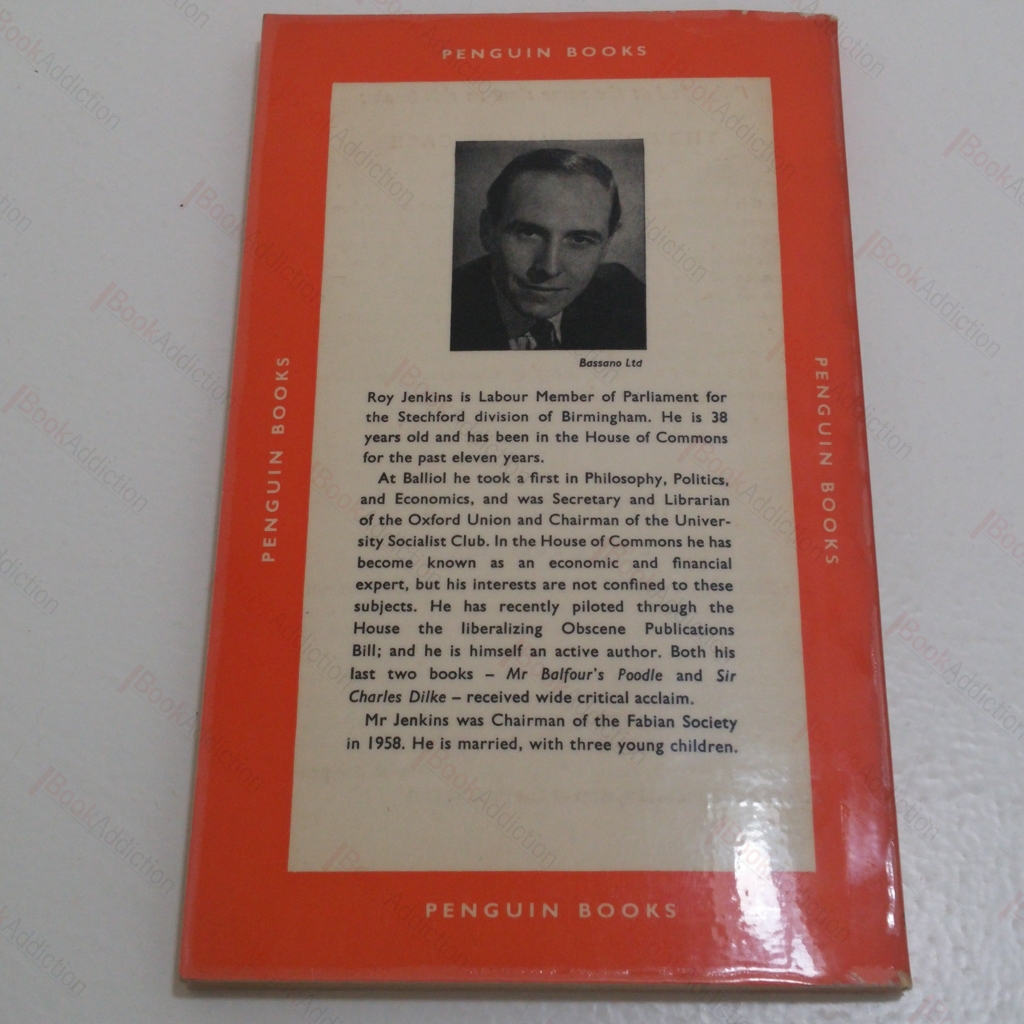 PENGUIN BOOKS
Bassano Ltd
PENGUIN BOOKS
PENGUIN BOOKS
Roy Jenkins is Labour Member of Parliament for
the Stechford division of Birmingham. He is 38
years old and has been in the House of Commons
for the past eleven years.
At Balliol he took a first in Philosophy, Politics,
and Economics, and was Secretary and Librarian
of the Oxford Union and Chairman of the Univer-
sity Socialist Club. In the House of Commons he has
become known as an economic and financial
expert, but his interests are not confined to these
subjects. He has recently piloted through the
House the liberalizing Obscene Publications
Bill; and he is himself an active author. Both his
last two books – Mr Balfour's Poodle and Sir
Charles Dilke – received wide critical acclaim.
Mr Jenkins was Chairman of the Fabian Society
in 1958. He is married, with three young children.
PENGUIN BOOKS
BookAddiction